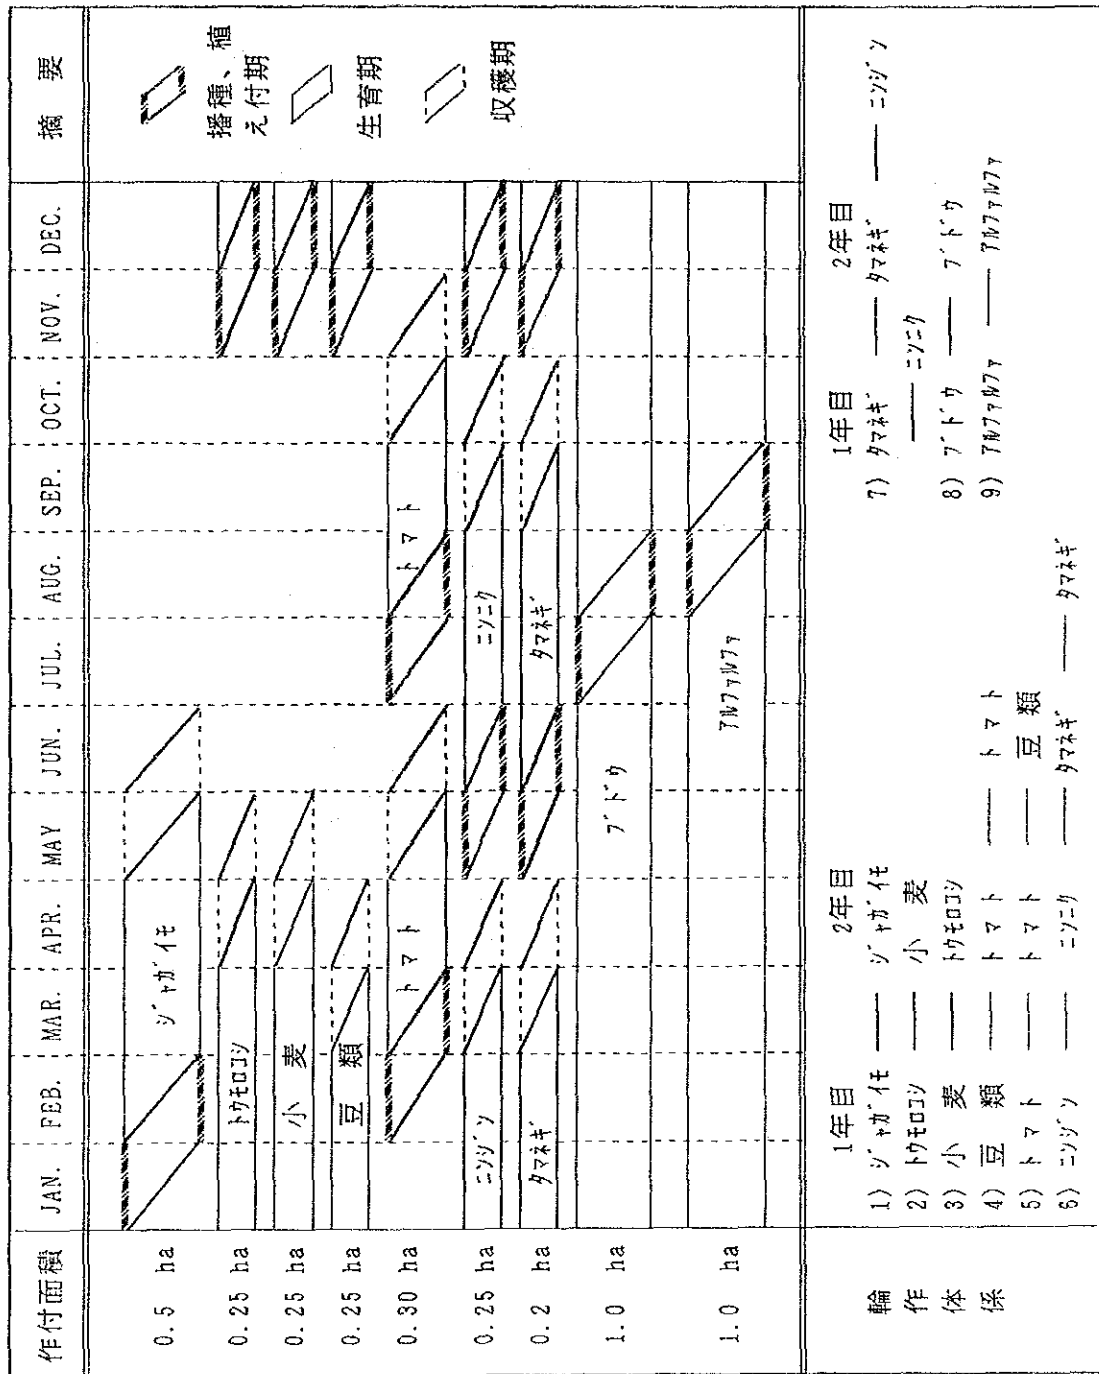 作付面積 JAN. FEB. MAR. APR. MAY JUN. JUL. AUG. SEP. OCT. NOV. DEC. 摘 要
0.5 ha ジャガイモ
0.25 ha トウモロコシ
0.25 ha 小 麦
0.25 ha 豆 類
0.30 ha トマト トマト
0.25 ha ニンジン ニンニク
0.2 ha タマネギ タマネギ
1.0 ha ブドウ
1.0 ha アルファルファ
播種、植
え付期
生育期
収穫期
輪
作
体
係
1年目 2年目
1) ジャガイモ ―― ジャガイモ
2) トウモロコシ ―― 小 麦
3) 小 麦 ―― トウモロコシ
4) 豆 類 ―― トマト ―― トマト
5) トマト ―― トマト ―― 豆 類
6) ニンジン ―― ニンニク ―― タマネギ ―― タマネギ
1年目 2年目
7) タマネギ ―― タマネギ ―― ニンジン
―― ニンニク
8) ブドウ ―― ブドウ
9) アルファルファ ―― アルファルファ